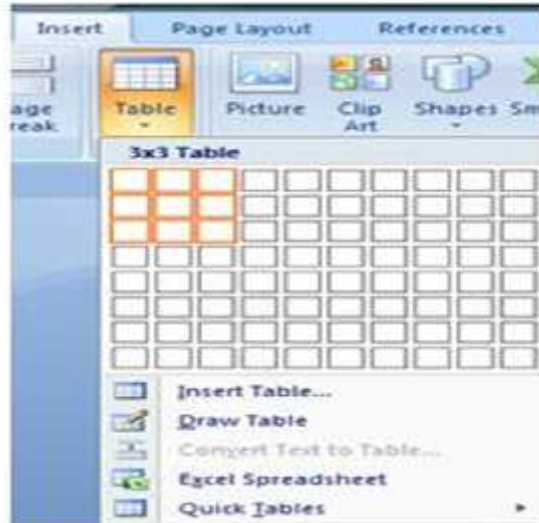 Insert Page Layout References
age
reak
Table
Picture
Clip
Art
Shapes
Sm
3x3 Table
Insert Table...
Draw Table
Convert Text to Table...
Excel Spreadsheet
Quick Tables